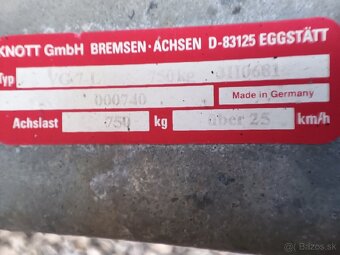 KNOTT GmbH BREMSEN·ACHSEN D-83125 EGGSTÄTT
Typ 750kg
000740 Made in Germany
Achslast 750 kg über 25 km/h
© Bazos.sk